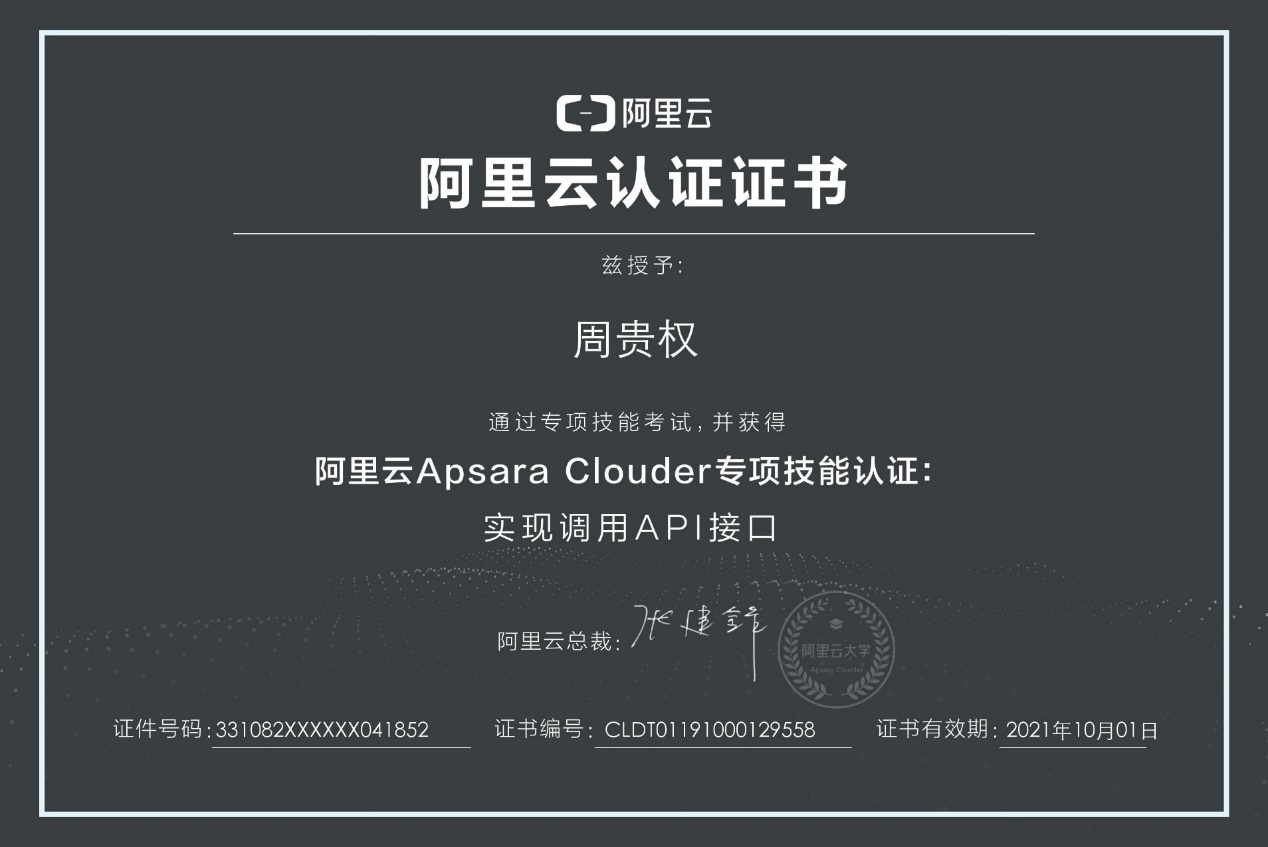 阿里云
阿里云认证证书
兹授予:
周贵权
通过专项技能考试,并获得
阿里云Apsara Clouder专项技能认证:
实现调用API接口
阿里云总裁: 张建锋
阿里云大学
Apsara Clouder
证件号码: 331082XXXXXX041852 证书编号: CLDT01191000129558 证书有效期: 2021年10月01日